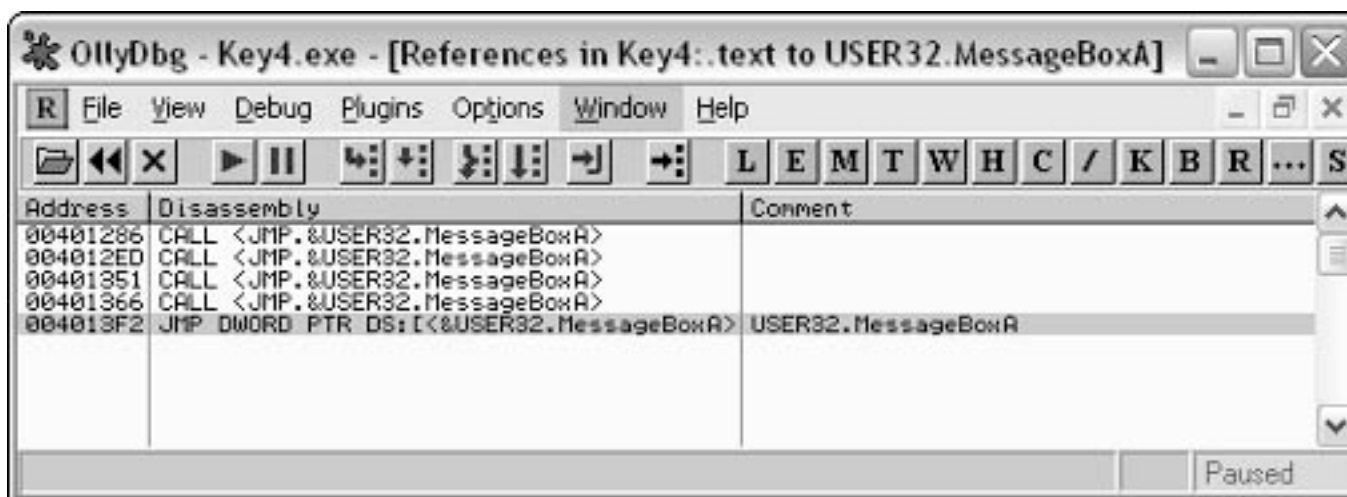 OllyDbg - Key4.exe - [References in Key4:.text to USER32.MessageBoxA]
R File View Debug Plugins Options Window Help
L E M T W H C / K B R ... S
Address Disassembly Comment
00401286 CALL <JMP.&USER32.MessageBoxA>
004012ED CALL <JMP.&USER32.MessageBoxA>
00401351 CALL <JMP.&USER32.MessageBoxA>
00401366 CALL <JMP.&USER32.MessageBoxA>
004013F2 JMP DWORD PTR DS:[<&USER32.MessageBoxA> USER32.MessageBoxA
Paused